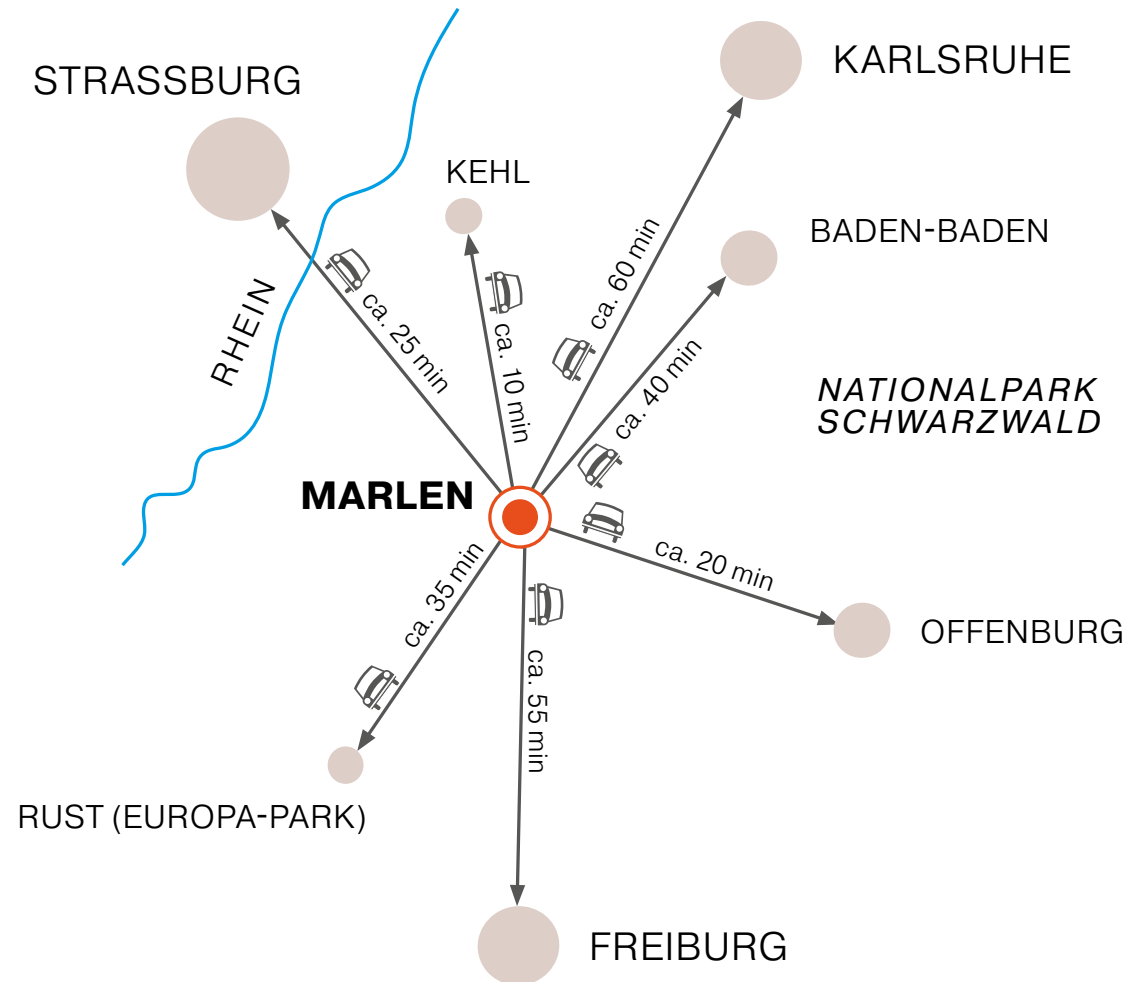 KARLSRUHE
STRASSBURG
KEHL
BADEN-BADEN
RHEIN
ca. 25 min
ca. 10 min
ca. 60 min
ca. 40 min
NATIONALPARK
SCHWARZWALD
MARLEN
ca. 20 min
ca. 35 min
ca. 55 min
OFFENBURG
RUST (EUROPA-PARK)
FREIBURG